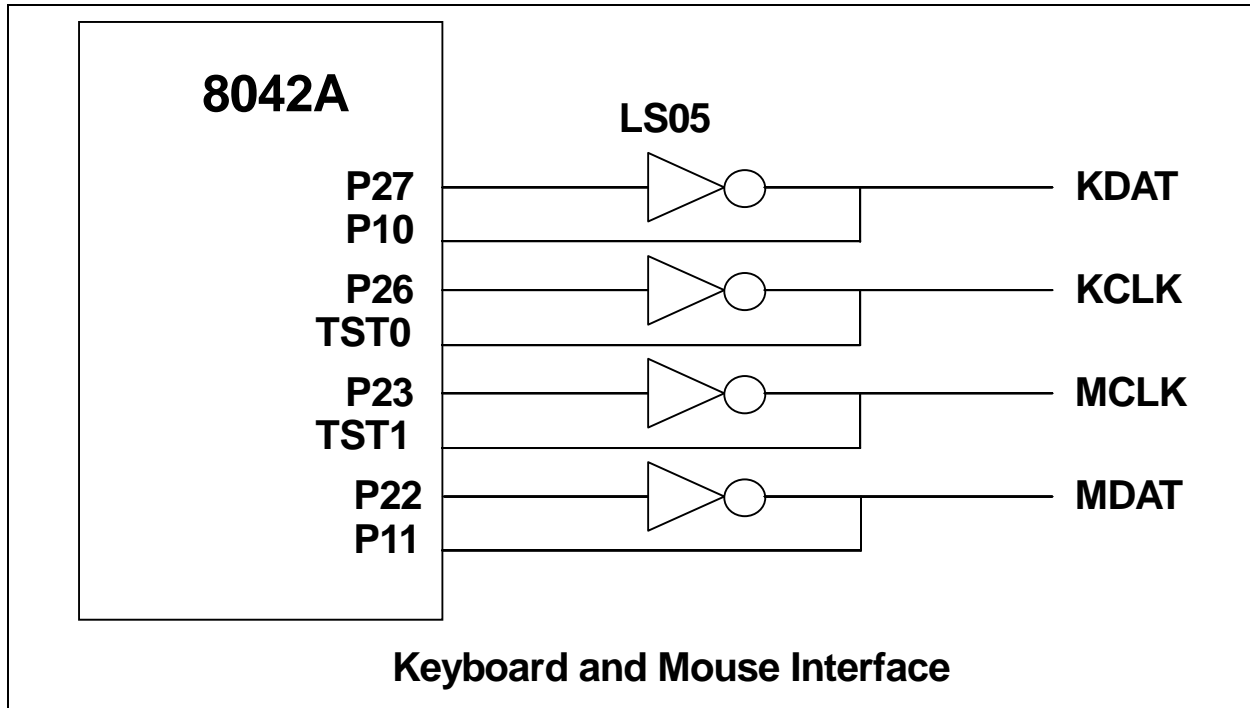 8042A
LS05
P27
KDAT
P10
P26
KCLK
TST0
P23
MCLK
TST1
P22
MDAT
P11
Keyboard and Mouse Interface